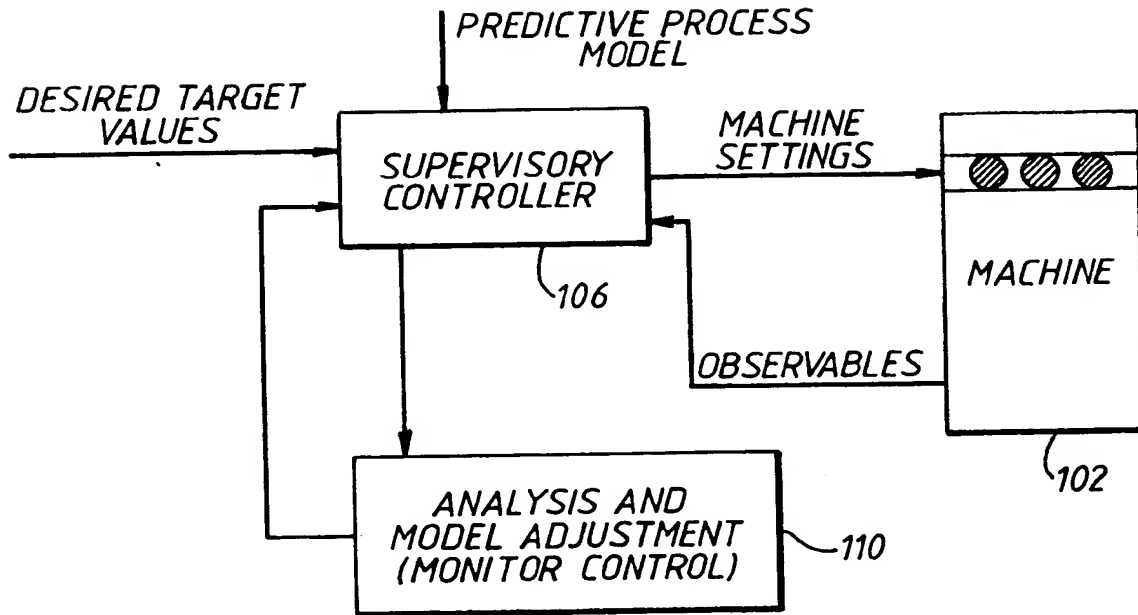 PREDICTIVE PROCESS
MODEL
DESIRED TARGET
VALUES
SUPERVISORY
CONTROLLER
106
MACHINE
SETTINGS
MACHINE
102
OBSERVABLES
ANALYSIS AND
MODEL ADJUSTMENT
(MONITOR CONTROL)
110